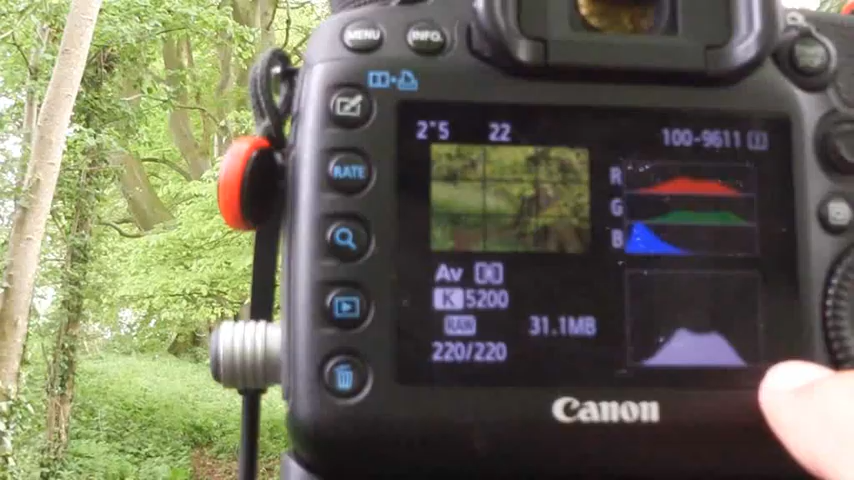 MENU
INFO.
RATE
2"5 22 100-9611
R
G
B
Av
K 5200
RAW 31.1MB
220/220
Canon